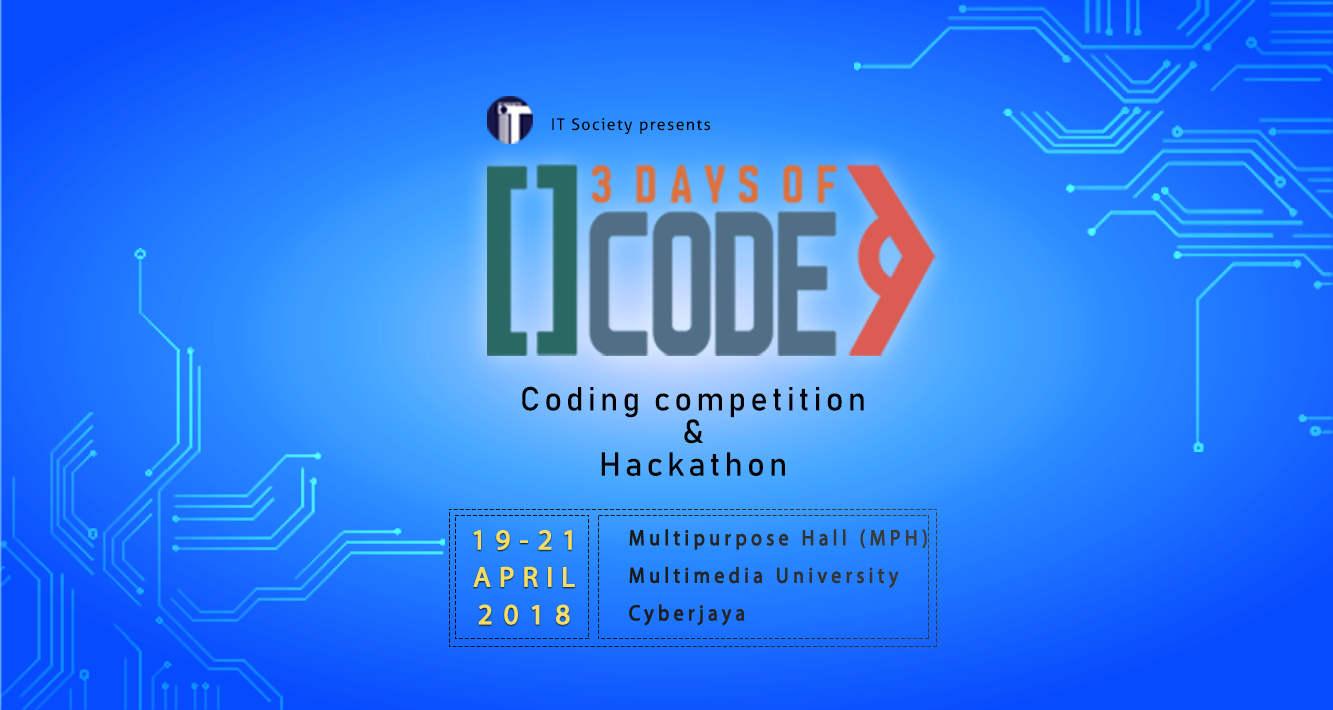 IT
IT Society presents
[] 3 DAYS OF
CODE
Coding competition
&
Hackathon
19-21
APRIL
2018
Multipurpose Hall (MPH)
Multimedia University
Cyberjaya